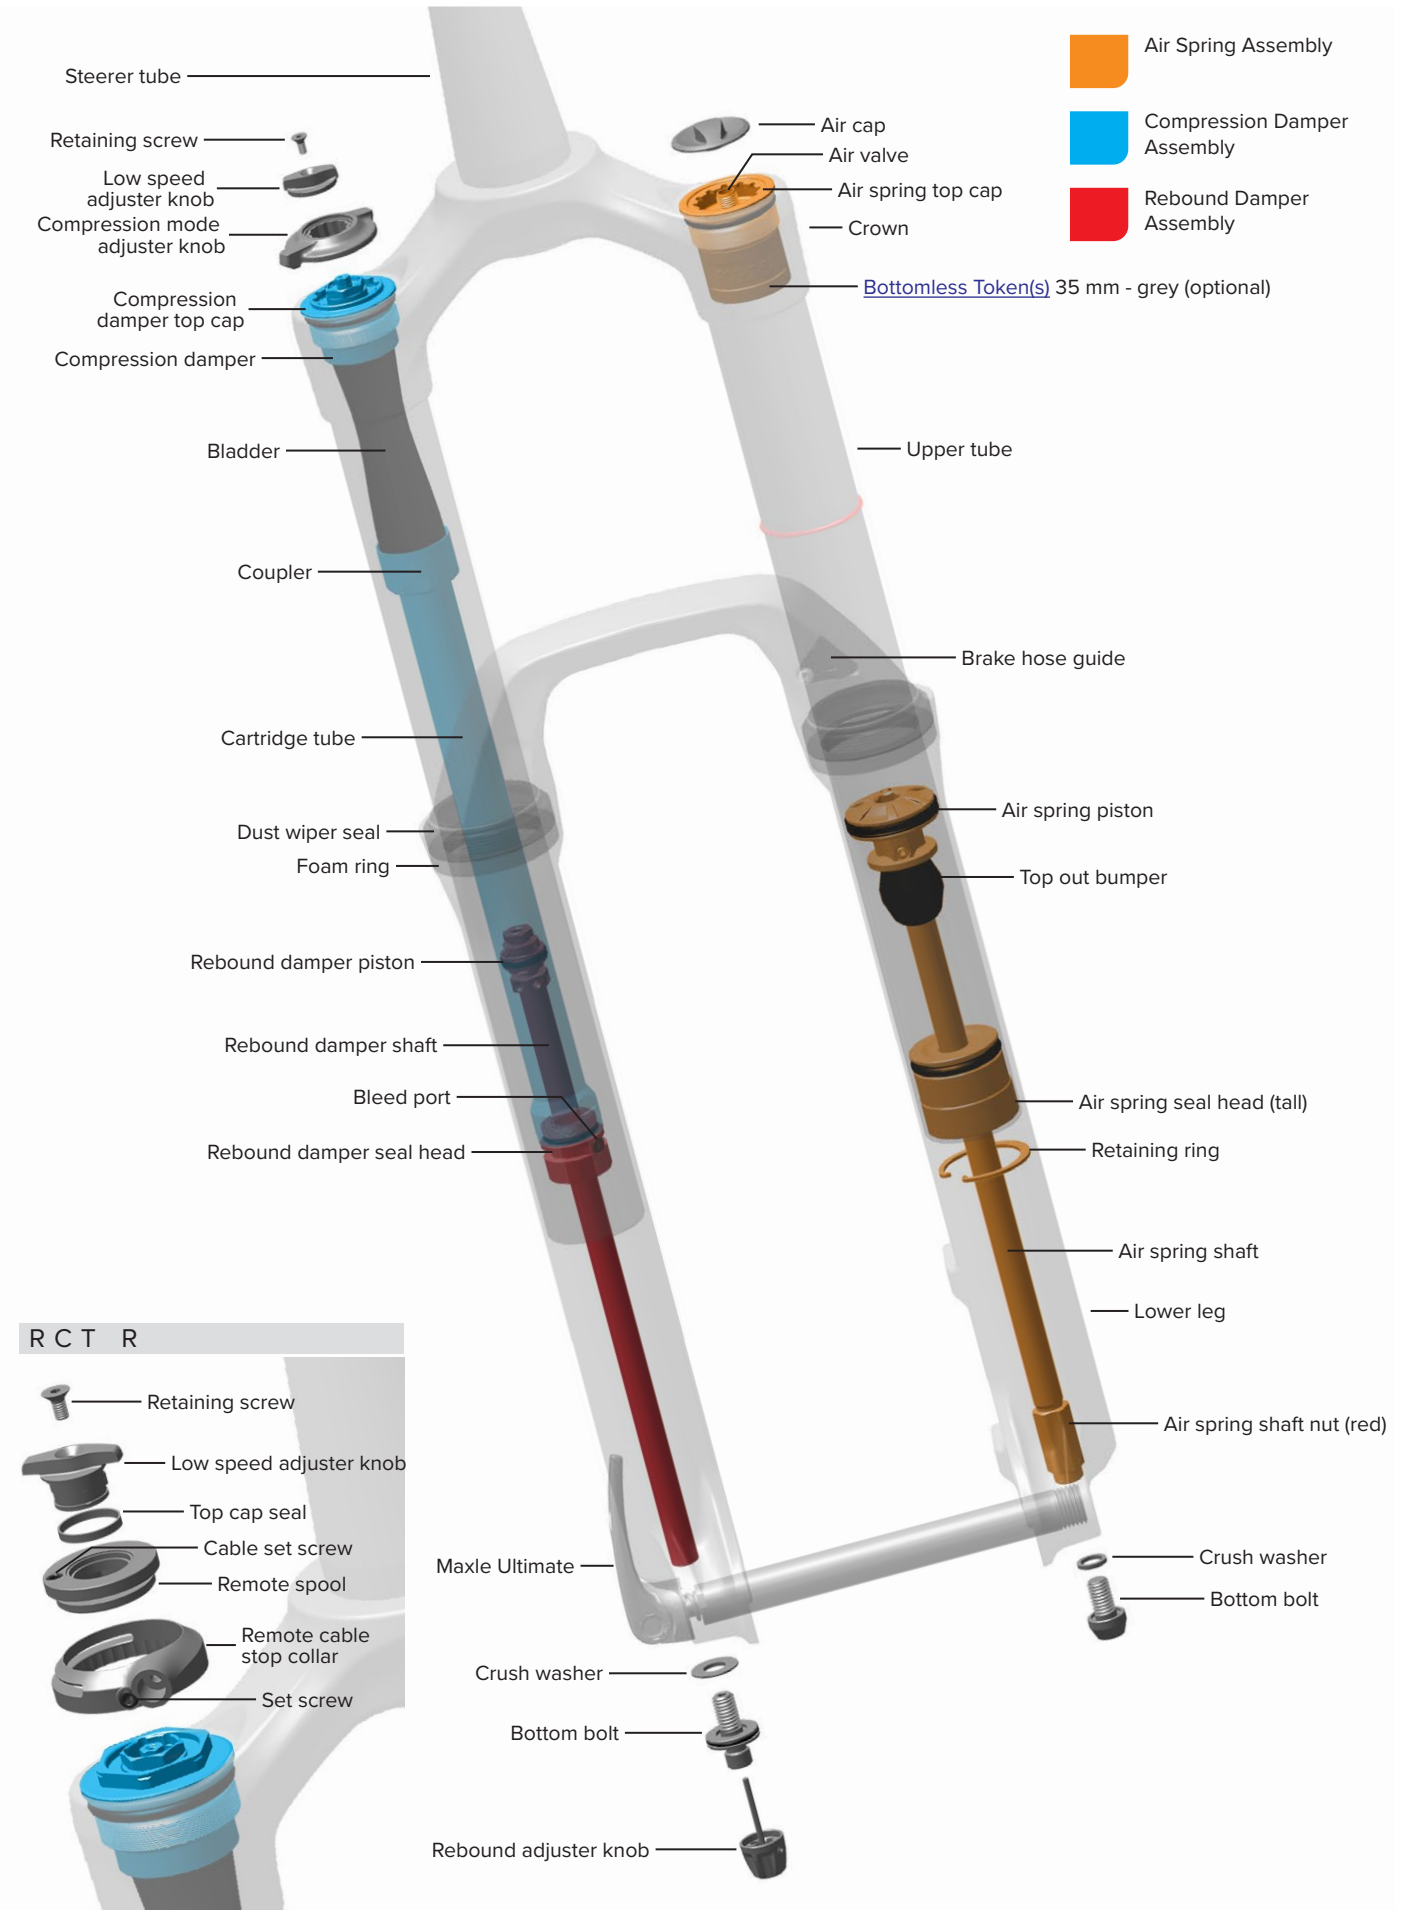 Steerer tube
Retaining screw
Low speed
adjuster knob
Compression mode
adjuster knob
Compression
damper top cap
Compression damper
Bladder
Coupler
Cartridge tube
Dust wiper seal
Foam ring
Rebound damper piston
Rebound damper shaft
Bleed port
Rebound damper seal head
Air Spring Assembly
Compression Damper
Assembly
Rebound Damper
Assembly
Air cap
Air valve
Air spring top cap
Crown
Bottomless Token(s) 35 mm - grey (optional)
Upper tube
Brake hose guide
Air spring piston
Top out bumper
Air spring seal head (tall)
Retaining ring
Air spring shaft
Lower leg
Air spring shaft nut (red)
Crush washer
Bottom bolt
Maxle Ultimate
Crush washer
Bottom bolt
Rebound adjuster knob
RCT R
Retaining screw
Low speed adjuster knob
Top cap seal
Cable set screw
Remote spool
Remote cable
stop collar
Set screw